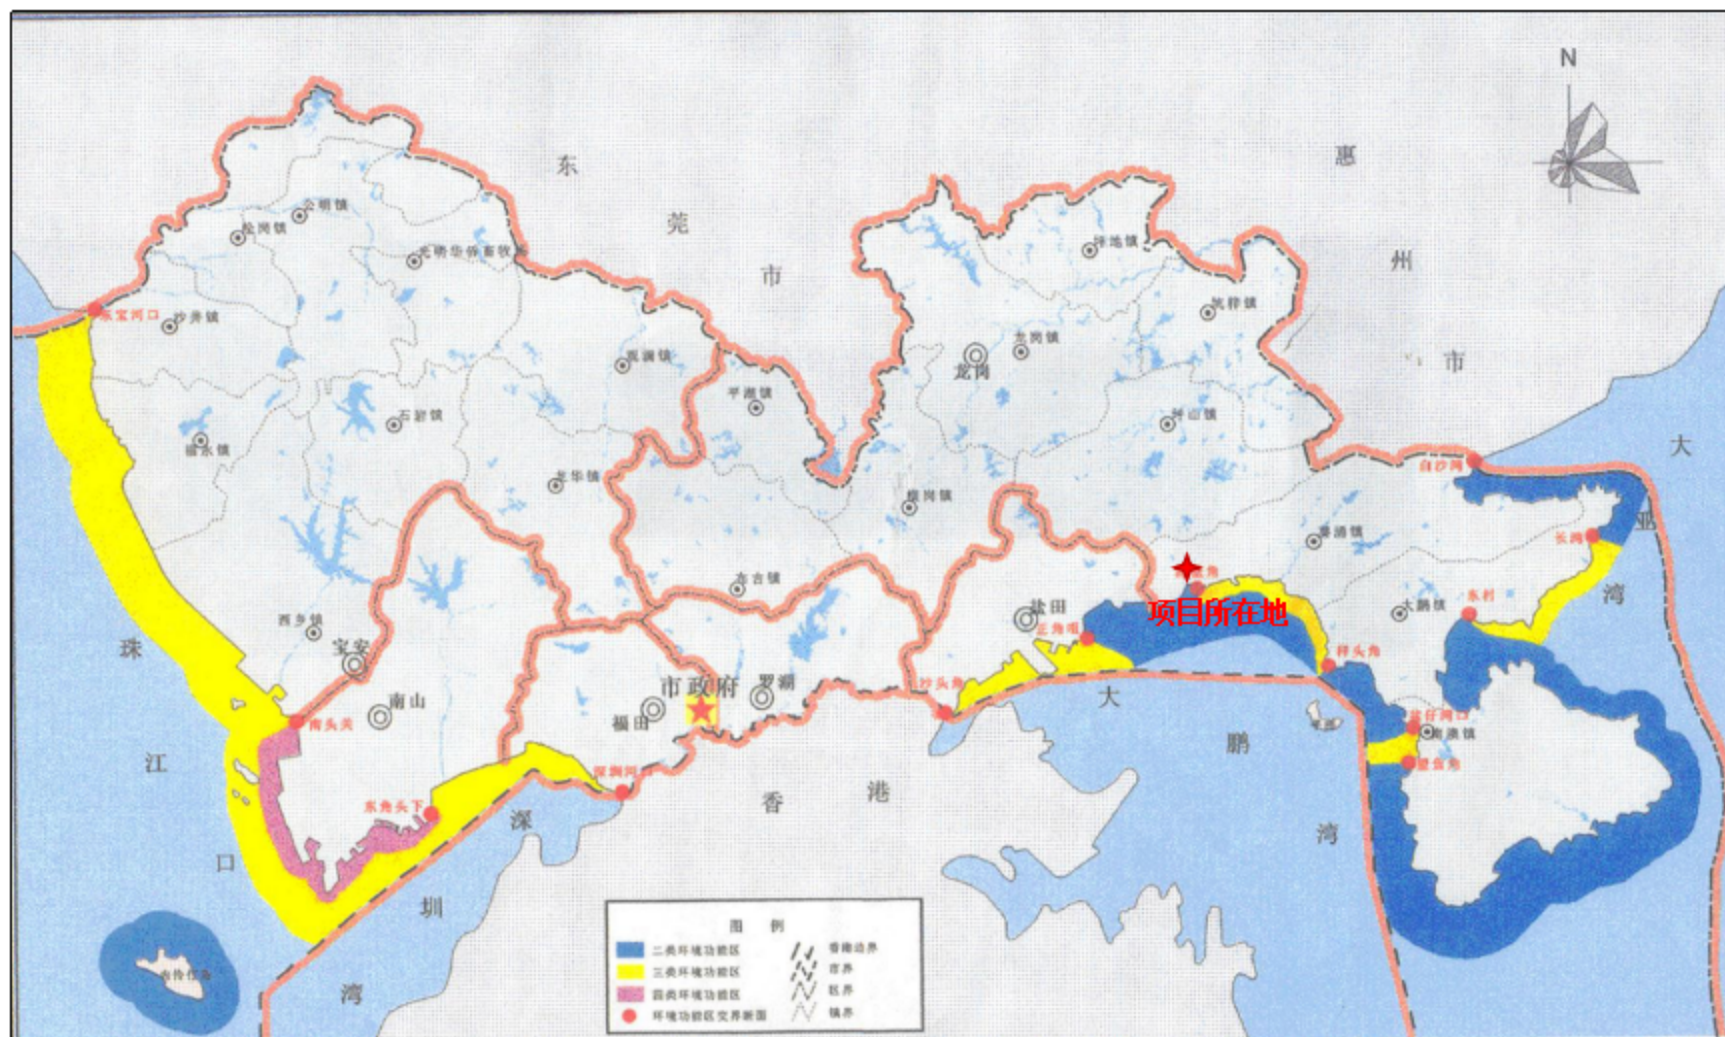 N
东
莞
市
惠
州
市
公明镇
松岗镇
光明华侨畜牧场
东宝河口
沙井镇
观澜镇
平湖镇
石岩镇
福永镇
龙华镇
坪地镇
坑梓镇
龙岗镇
龙岗
坪山镇
横岗镇
白沙湾
大
亚
湾
葵涌镇
长湾
布吉镇
西乡镇
宝安
南山
南头关
珠
江
口
盐田
正角咀
项目所在地
大鹏镇
东村
秤头角
市政府
罗湖
福田
沙头角
大
鹏
湾
南澳镇
深圳河口
东角头下
深
圳
湾
香
港
内伶仃岛
图 例
二类环境功能区
三类环境功能区
四类环境功能区
环境功能区交界断面
香港边界
市界
区界
镇界